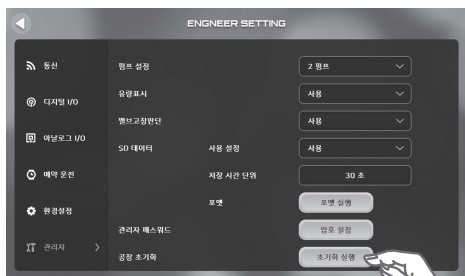 ENGNEER SETTING
통신
디지털 I/O
아날로그 I/O
예약 운전
환경설정
관리자
펌프 설정 2 펌프
유량표시 사용
밸브고장판단 사용
SD 데이터 사용 설정 사용
저장 시간 단위 30 초
포맷 포맷 실행
관리자 패스워드 암호 설정
공장 초기화 초기화 실행